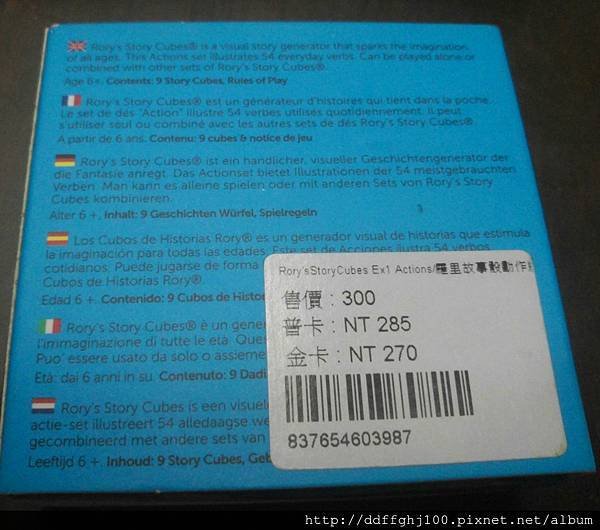 Rory's Story Cubes® is a visual story generator that sparks the imagination
of all ages. This Actions set illustrates 54 everyday verbs. Can be played alone or
combined with other sets of Rory's Story Cubes®.
Age 6+. Contents: 9 Story Cubes, Rules of Play
Rory's Story Cubes® est un générateur d'histoires qui tient dans la poche.
Le set de dés "Action" illustre 54 verbes utilisés quotidiennement. Il peut
s'utiliser seul ou combiné avec les autres sets de dés Rory's Story Cubes®
A partir de 6 ans. Contenu: 9 cubes & notice de jeu
Rory's Story Cubes® ist ein handlicher, visueller Geschichtengenerator der
die Fantasie anregt. Das Actionset bietet Illustrationen der 54 meistgebrauchten
Verben. Man kann es alleine spielen oder mit anderen Sets von Rory's Story
Cubes kombinieren.
Alter 6 +. Inhalt: 9 Geschichten Würfel, Spielregeln
Los Cubos de Historias Rory® es un generador visual de historias que estimula
la imaginación para todas las edades. Este set de Acciones ilustra 54 verbos
cotidianos. Puede jugarse de forma
Cubos de Historias Rory®.
Edad 6 +. Contenido: 9 Cubos de Histor
Rory's Story Cubes® è un gener
l'immaginazione di tutte le età. Que
Puo' essere usato da solo o assieme
Età: dai 6 anni in su. Contenuto: 9 Dadi
Rory's Story Cubes is een visuele
actie-set illustreert 54 alledaagse we
gecombineerd met andere sets van
Leeftijd 6 +. Inhoud: 9 Story Cubes, Geb
Rory'sStoryCubes Ex1 Actions/羅里故事骰動作
售價：300
普卡：NT 285
金卡：NT 270
837654603987
http://ddffghj100.pixnet.net/album